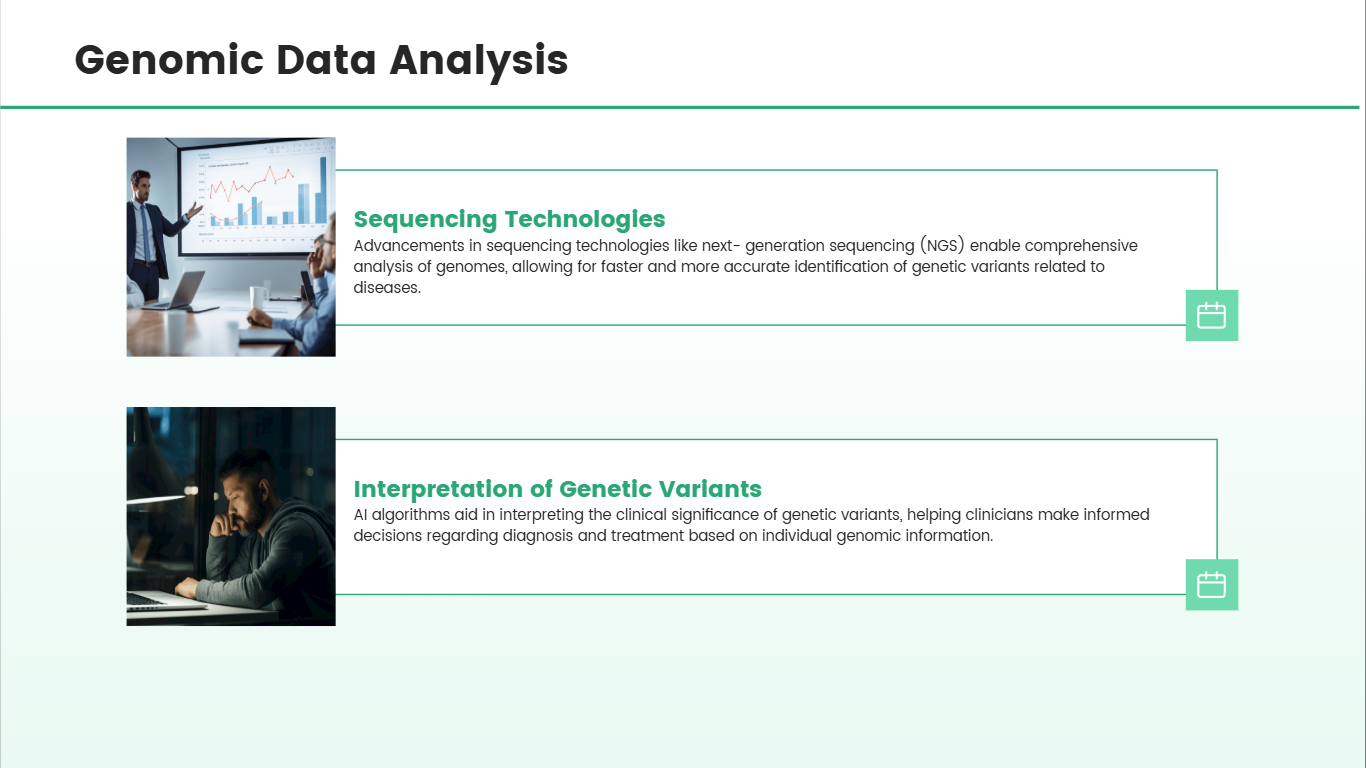 Genomic Data Analysis
Sequencing Technologies
Advancements in sequencing technologies like next- generation sequencing (NGS) enable comprehensive
analysis of genomes, allowing for faster and more accurate identification of genetic variants related to
diseases.
Interpretation of Genetic Variants
AI algorithms aid in interpreting the clinical significance of genetic variants, helping clinicians make informed
decisions regarding diagnosis and treatment based on individual genomic information.